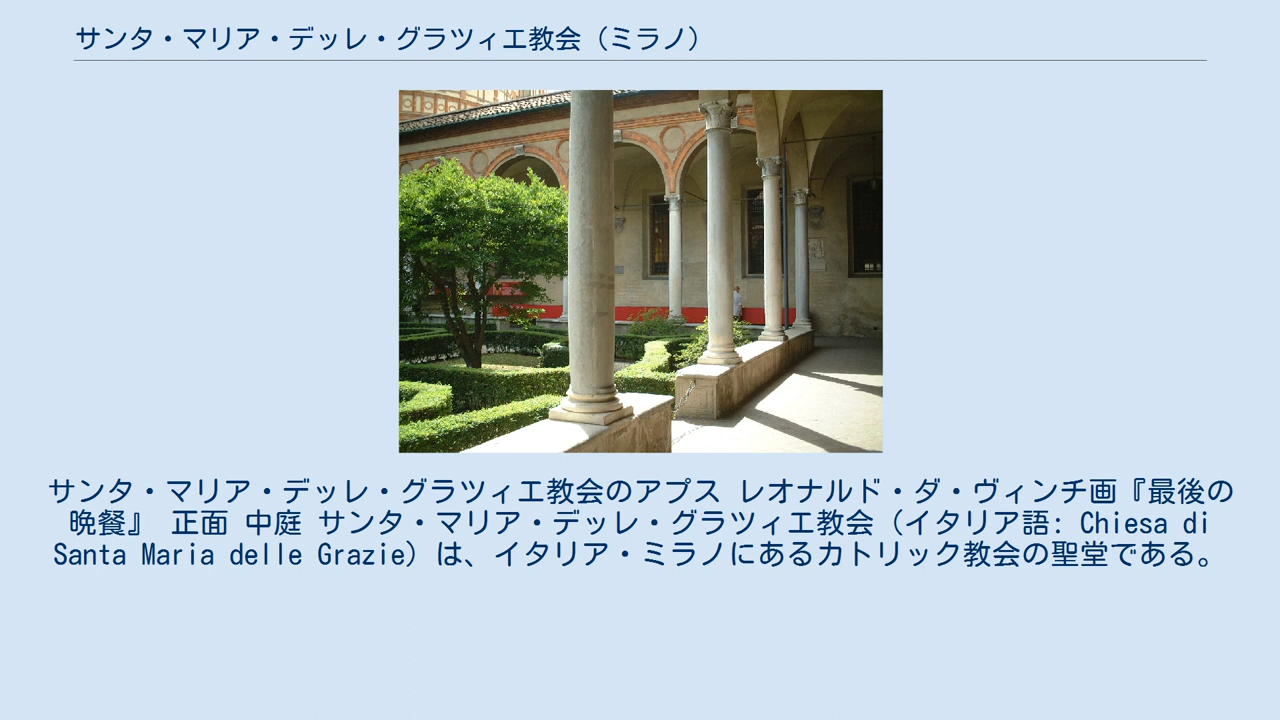 サンタ・マリア・デッレ・グラツィエ教会（ミラノ）
サンタ・マリア・デッレ・グラツィエ教会のアプス レオナルド・ダ・ヴィンチ画『最後の
晩餐』 正面 中庭 サンタ・マリア・デッレ・グラツィエ教会（イタリア語: Chiesa di
Santa Maria delle Grazie）は、イタリア・ミラノにあるカトリック教会の聖堂である。